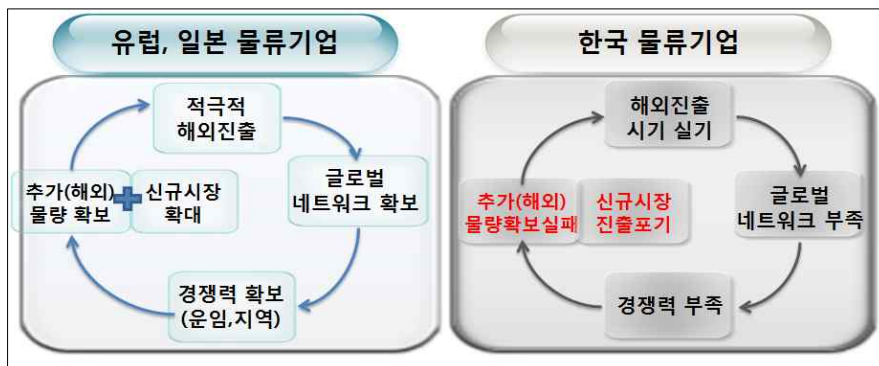 유럽, 일본 물류기업
적극적
해외진출
글로벌
네트워크 확보
경쟁력 확보
(운임,지역)
추가(해외)
물량 확보
신규시장
확대
한국 물류기업
해외진출
시기 실기
글로벌
네트워크 부족
경쟁력 부족
추가(해외)
물량확보실패
신규시장
진출포기